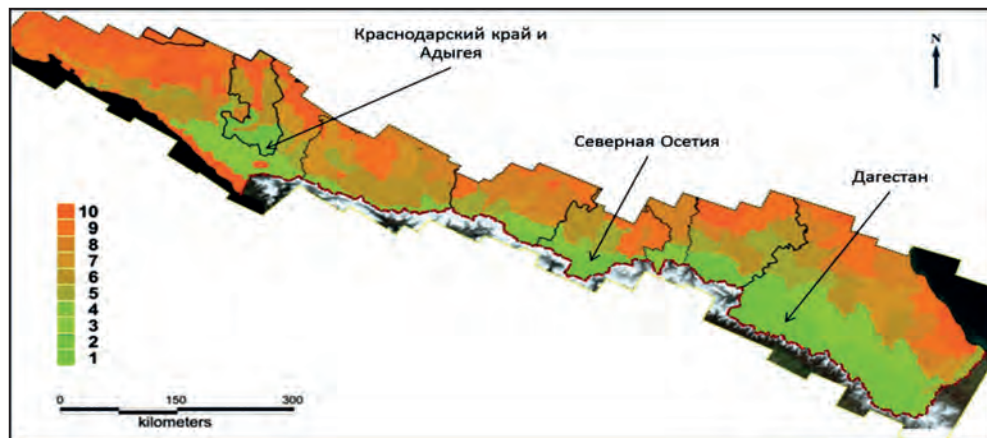 Краснодарский край и
Адыгея
N
Северная Осетия
Дагестан
10
9
8
7
6
5
4
3
2
1
0 150 300
kilometers